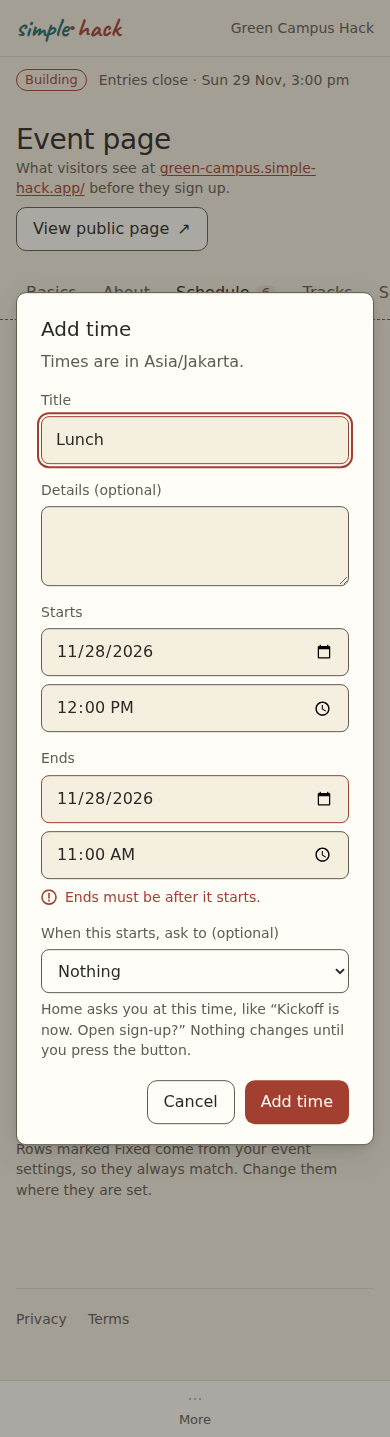 simple hack
Green Campus Hack
Building
Entries close · Sun 29 Nov, 3:00 pm
Event page
What visitors see at green-campus.simple-
hack.app/ before they sign up.
View public page ↗
Basics About Schedule 6 Tracks S
Add time
Times are in Asia/Jakarta.
Title
Lunch
Details (optional)
Starts
11/28/2026
12:00 PM
Ends
11/28/2026
11:00 AM
Ends must be after it starts.
When this starts, ask to (optional)
Nothing
Home asks you at this time, like “Kickoff is
now. Open sign-up?” Nothing changes until
you press the button.
Cancel
Add time
Rows marked Fixed come from your event
settings, so they always match. Change them
where they are set.
Privacy Terms
...
More